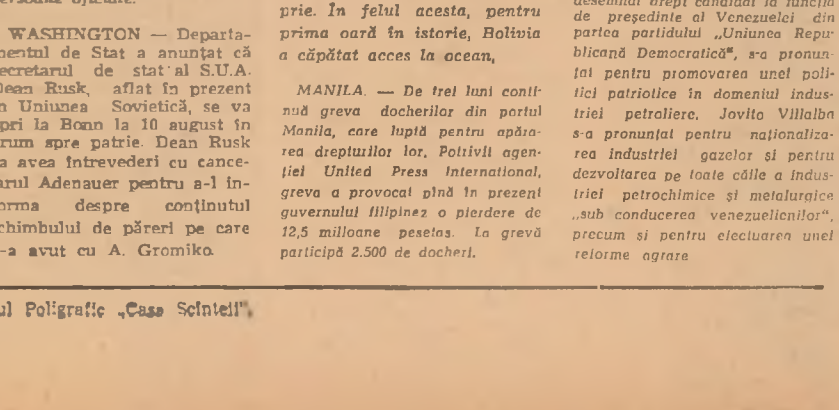 WASHINGTON — Departa-
mentul de Stat a anunțat că
secretarul de stat al S.U.A.
Dean Rusk, aflat în prezent
în Uniunea Sovietică, se va
opri la Bonn la 10 august în
drum spre patrie. Dean Rusk
va avea întrevederi cu cance-
larul Adenauer pentru a-l in-
forma despre conținutul
schimbului de păreri pe care
l-a avut cu A. Gromiko.
prie. În felul acesta, pentru
prima oară în istorie, Bolivia
a căpătat acces la ocean.
MANILA. — De trei luni conti-
nuă greva docherilor din portul
Manila, care luptă pentru apăra-
rea drepturilor lor. Potrivit agen-
ției United Press International,
greva a provocat pînă în prezent
guvernului filipinez o pierdere de
12,5 milioane pesetas. La grevă
participă 2.500 de docheri.
desemnat drept candidat la funcția
de președinte al Venezuelei din
partea partidului „Uniunea Repu-
blicană Democratică", s-a pronun-
țat pentru promovarea unei poli-
tici patriotice în domeniul indus-
triei petroliere. Jovito Villalba
s-a pronunțat pentru naționaliza-
rea industriei gazelor și pentru
dezvoltarea pe toate căile a indus-
triei petrochimice și metalurgice
„sub conducerea venezuelienilor",
precum și pentru efectuarea unei
reforme agrare
ul Poligrafic „Casa Scînteii".